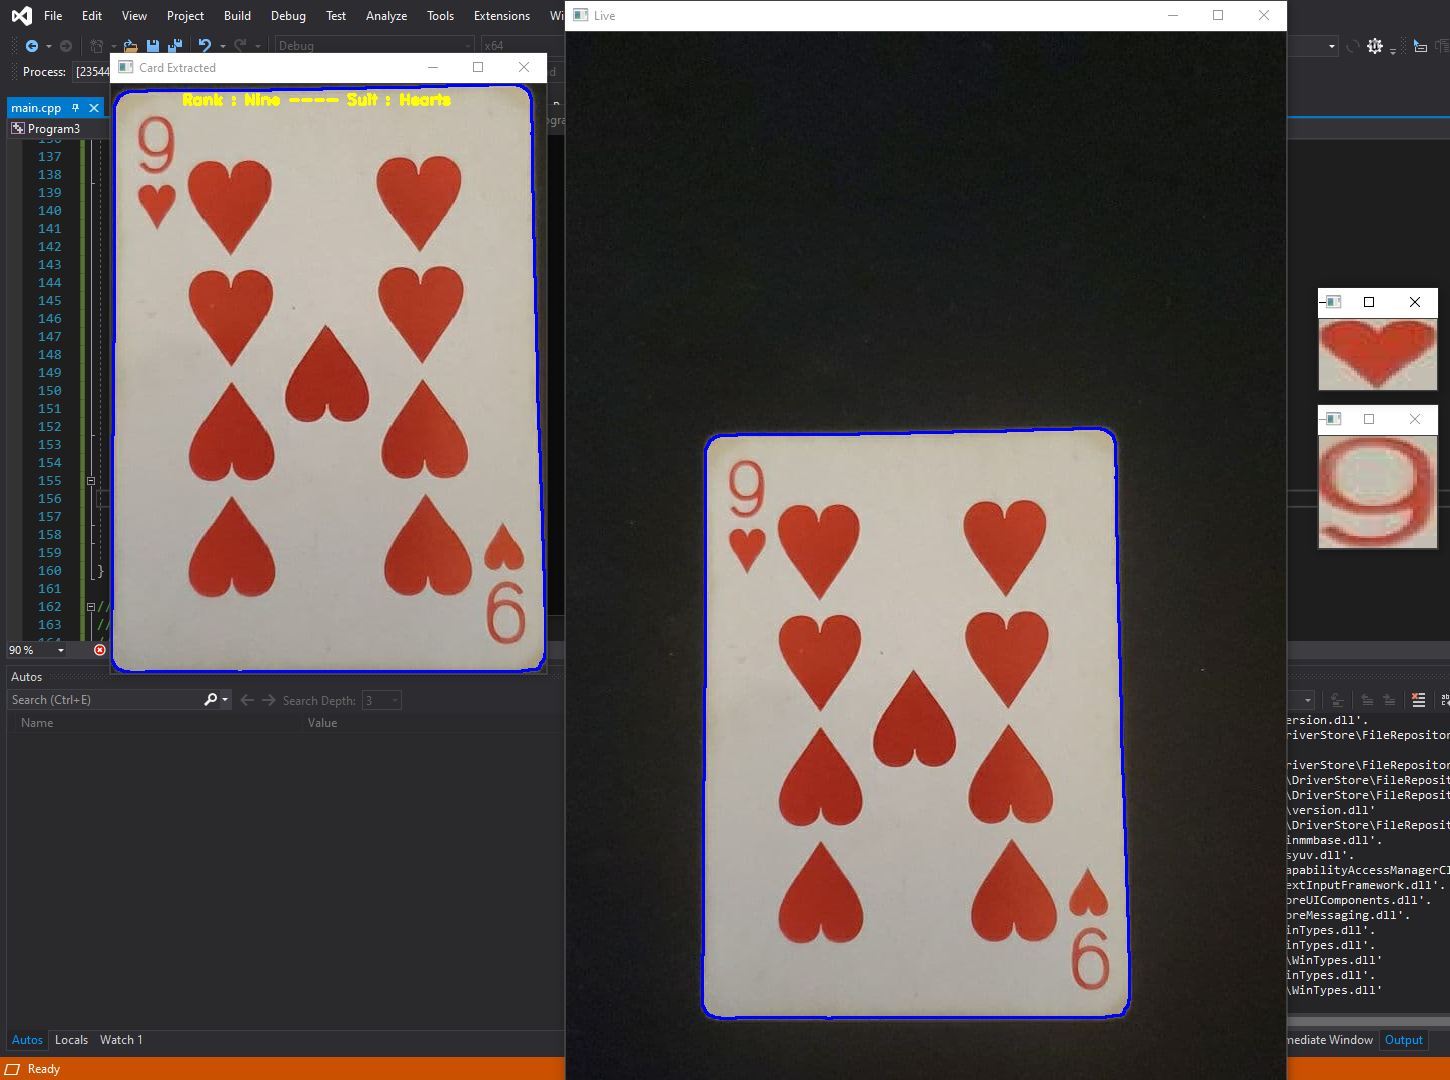 File Edit View Project Build Debug Test Analyze Tools Extensions
Debug x64
Process: [23544
main.cpp
Program3
137
138
139
140
141
142
143
144
145
146
147
148
149
150
151
152
153
154
155
156
157
158
159
160 }
161
162 //
163 //
90 %
Card Extracted
Rank : Nine ---- Suit : Hearts
9
9
Live
9
9
9
Autos
Search (Ctrl+E) Search Depth: 3
Name Value
Autos Locals Watch 1
ersion.dll'.
riverStore\FileRepositor
riverStore\FileRepositor
\DriverStore\FileReposit
\DriverStore\FileReposit
\version.dll'
\DriverStore\FileReposit
inmmbase.dll'.
syuv.dll'.
apabilityAccessManagerCl
extInputFramework.dll'.
oreUIComponents.dll'.
oreMessaging.dll'.
inTypes.dll'.
inTypes.dll'.
\WinTypes.dll'
inTypes.dll'.
\WinTypes.dll'
mediate Window Output
Ready